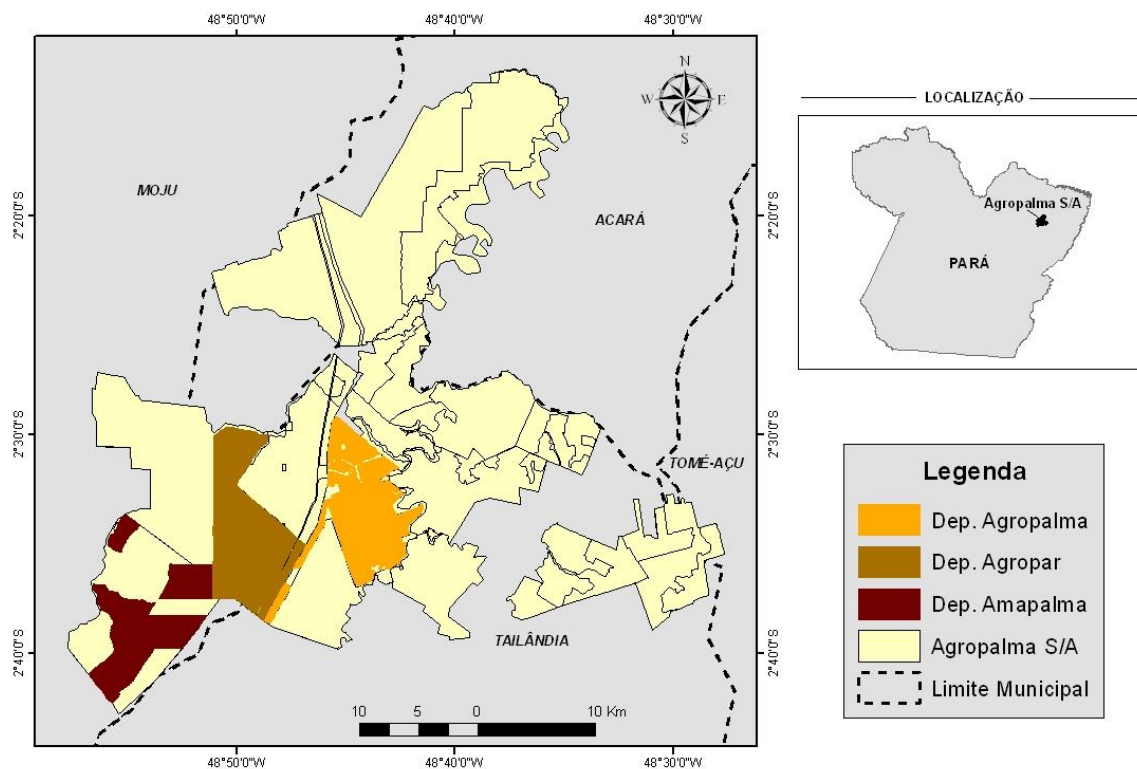 48°50'0"W 48°40'0"W 48°30'0"W
N
W E
S
MOJU
ACARÁ
2°20'0"S 2°20'0"S
2°30'0"S 2°30'0"S
TOMÉ-AÇU
TAILÂNDIA
2°40'0"S 2°40'0"S
10 5 0 10 Km
48°50'0"W 48°40'0"W 48°30'0"W
LOCALIZAÇÃO
Agropalma S/A
PARÁ
Legenda
Dep. Agropalma
Dep. Agropar
Dep. Amapalma
Agropalma S/A
Limite Municipal